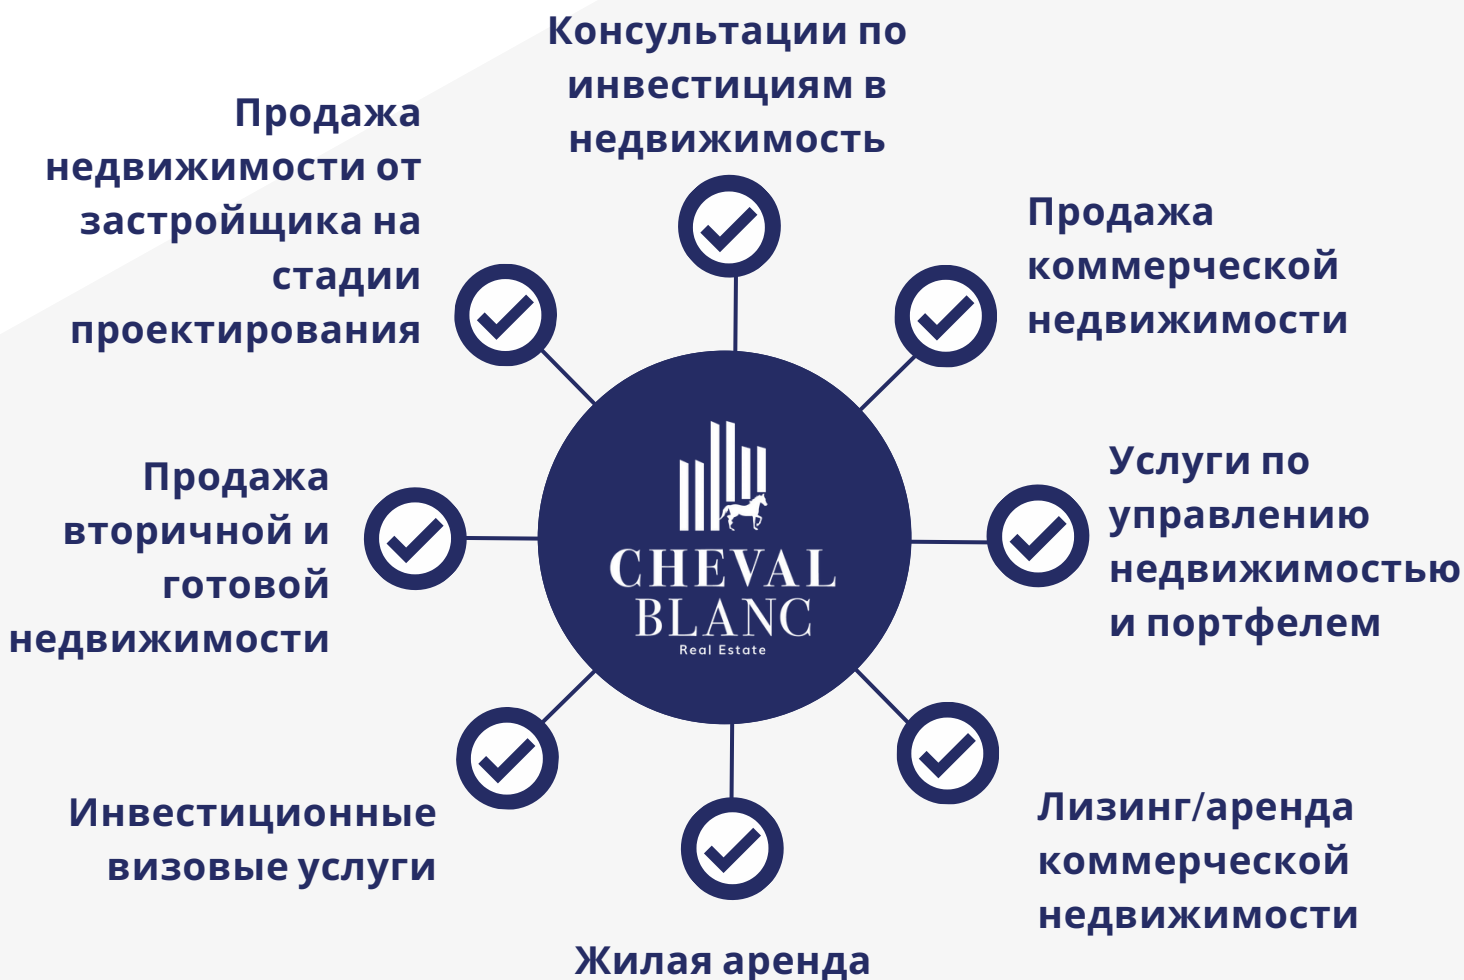 Консультации по
инвестициям в
недвижимость
Продажа
недвижимости от
застройщика на
стадии
проектирования
Продажа
коммерческой
недвижимости
Продажа
вторичной и
готовой
недвижимости
CHEVAL
BLANC
Real Estate
Услуги по
управлению
недвижимостью
и портфелем
Инвестиционные
визовые услуги
Лизинг/аренда
коммерческой
недвижимости
Жилая аренда